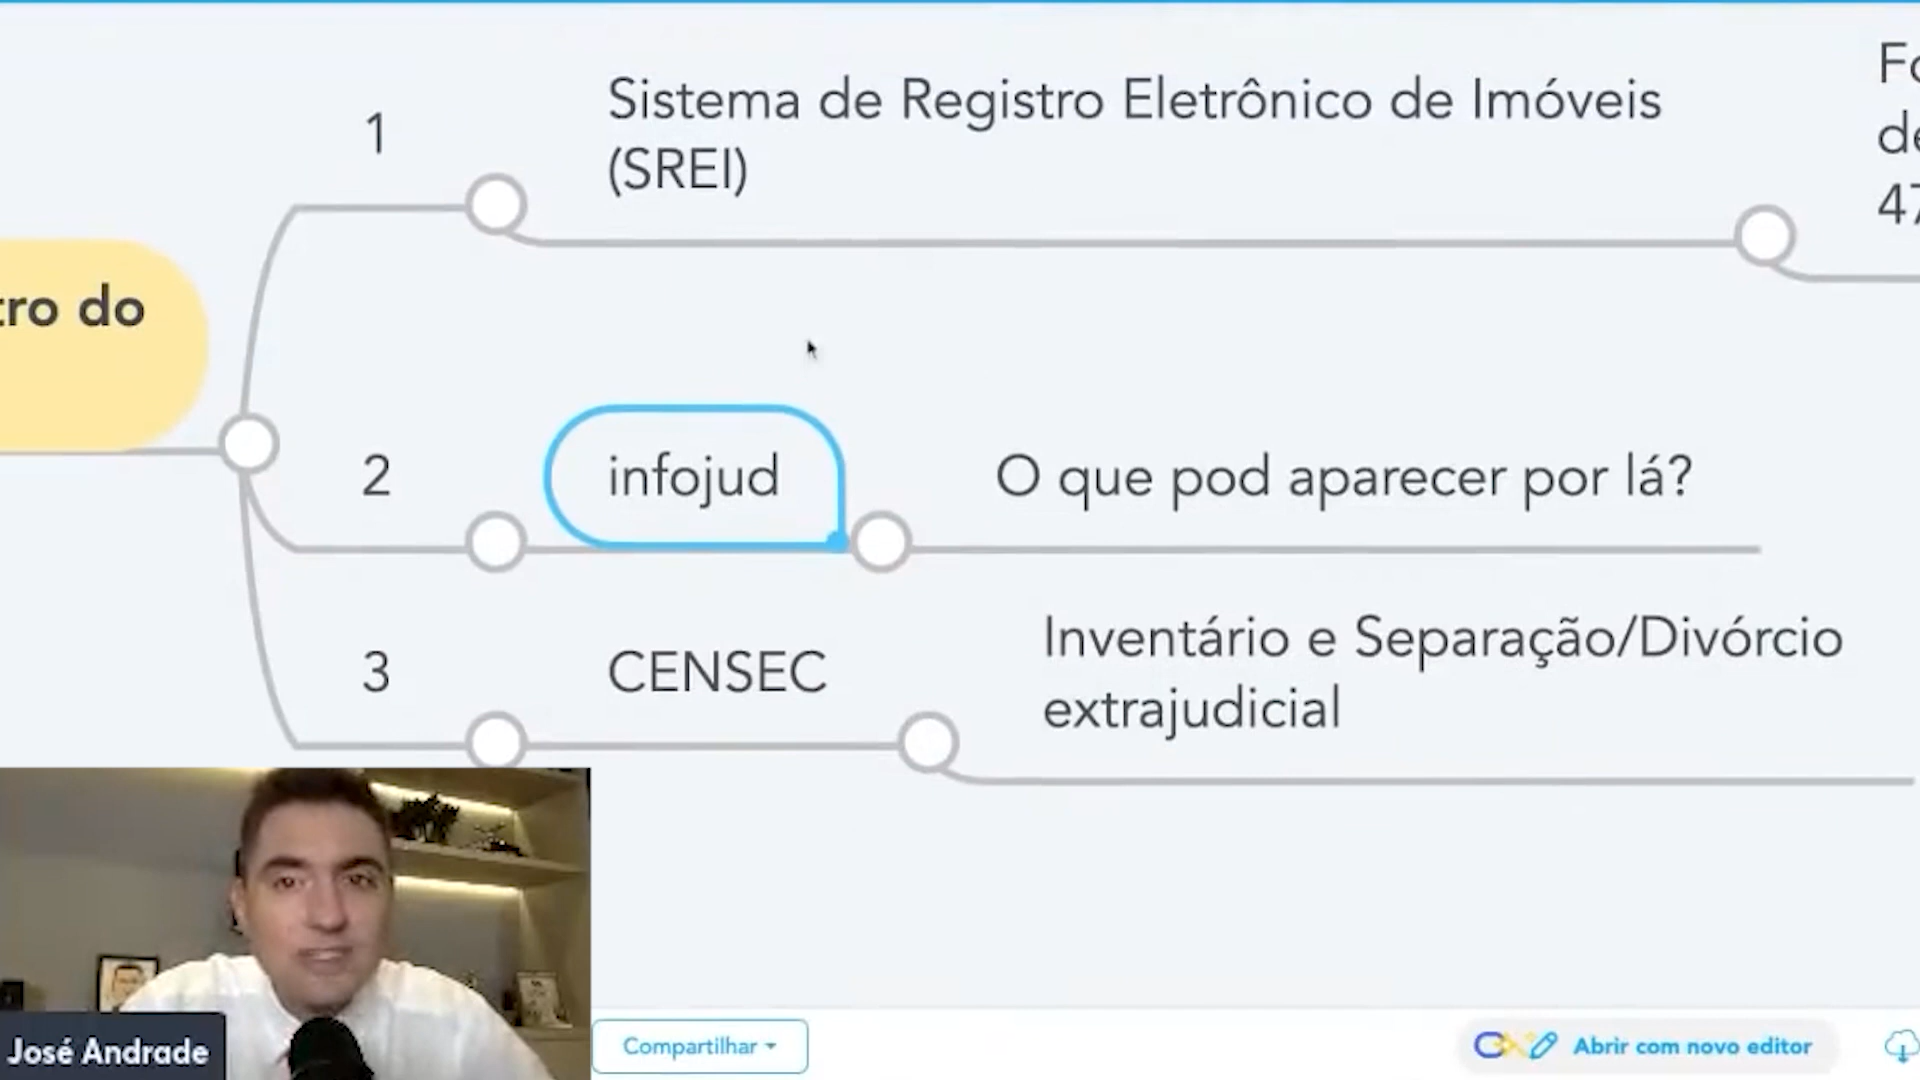 1
Sistema de Registro Eletrônico de Imóveis
(SREI)
tro do
2
infojud
O que pod aparecer por lá?
3
CENSEC
Inventário e Separação/Divórcio
extrajudicial
José Andrade
Compartilhar
Abrir com novo editor